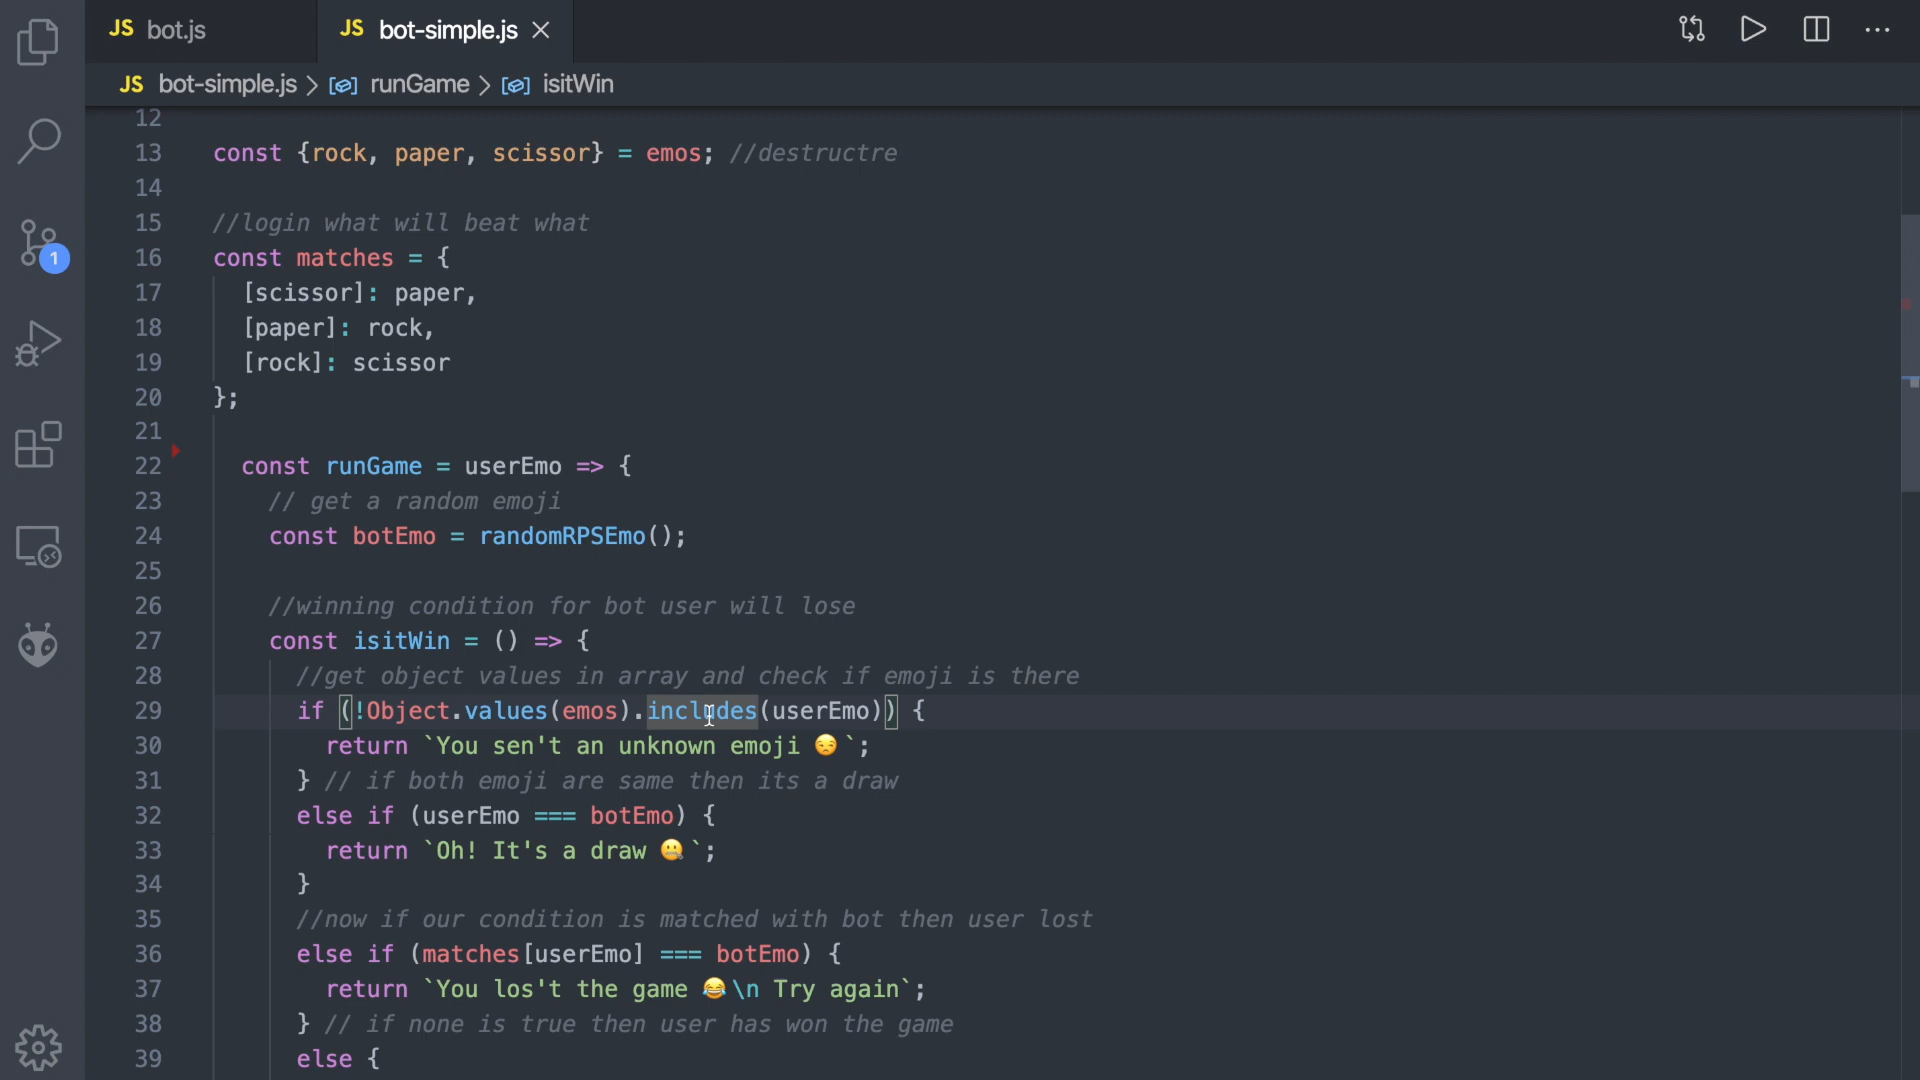 JS bot.js JS bot-simple.js
JS bot-simple.js > runGame > isitWin
12
13 const {rock, paper, scissor} = emos; //destructre
14
15 //login what will beat what
16 const matches = {
17 [scissor]: paper,
18 [paper]: rock,
19 [rock]: scissor
20 };
21
22 const runGame = userEmo => {
23 // get a random emoji
24 const botEmo = randomRPSEmo();
25
26 //winning condition for bot user will lose
27 const isitWin = () => {
28 //get object values in array and check if emoji is there
29 if (!Object.values(emos).includes(userEmo)) {
30 return `You sen't an unknown emoji 😒`;
31 } // if both emoji are same then its a draw
32 else if (userEmo === botEmo) {
33 return `Oh! It's a draw 🤐`;
34 }
35 //now if our condition is matched with bot then user lost
36 else if (matches[userEmo] === botEmo) {
37 return `You los't the game 😂\n Try again`;
38 } // if none is true then user has won the game
39 else {
1